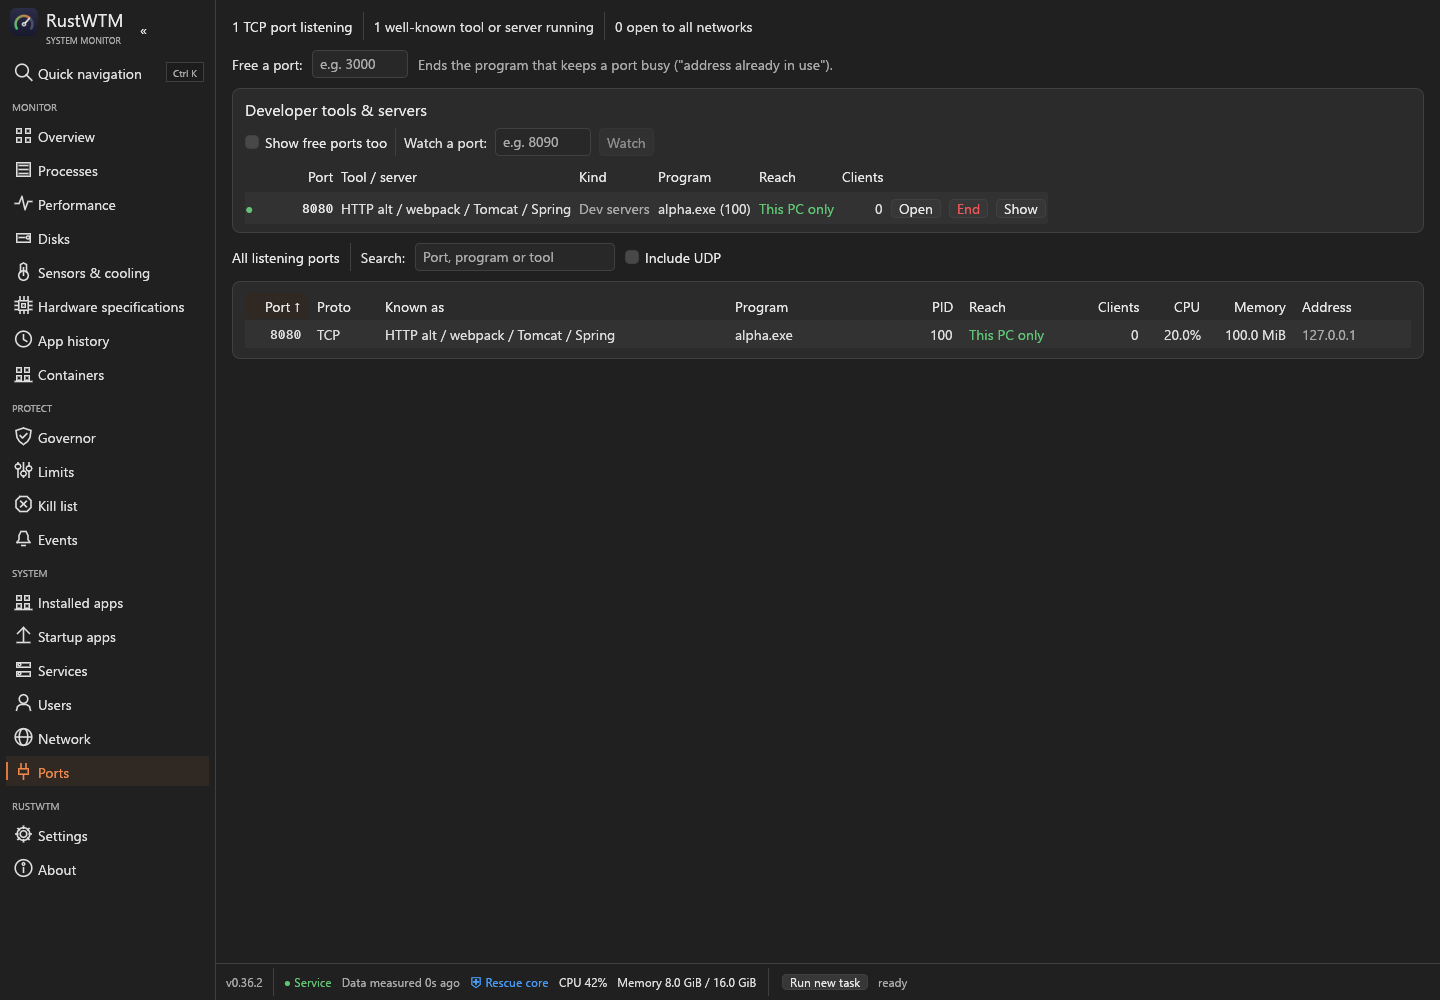 RustWTM
SYSTEM MONITOR
«
Quick navigation
Ctrl K
MONITOR
Overview
Processes
Performance
Disks
Sensors & cooling
Hardware specifications
App history
Containers
PROTECT
Governor
Limits
Kill list
Events
SYSTEM
Installed apps
Startup apps
Services
Users
Network
Ports
RUSTWTM
Settings
About
1 TCP port listening
1 well-known tool or server running
0 open to all networks
Free a port: e.g. 3000 Ends the program that keeps a port busy ("address already in use").
Developer tools & servers
Show free ports too Watch a port: e.g. 8090 Watch
Port Tool / server Kind Program Reach Clients
8080 HTTP alt / webpack / Tomcat / Spring Dev servers alpha.exe (100) This PC only 0 Open End Show
All listening ports Search: Port, program or tool Include UDP
Port ↑ Proto Known as Program PID Reach Clients CPU Memory Address
8080 TCP HTTP alt / webpack / Tomcat / Spring alpha.exe 100 This PC only 0 20.0% 100.0 MiB 127.0.0.1
v0.36.2 Service Data measured 0s ago Rescue core CPU 42% Memory 8.0 GiB / 16.0 GiB Run new task ready